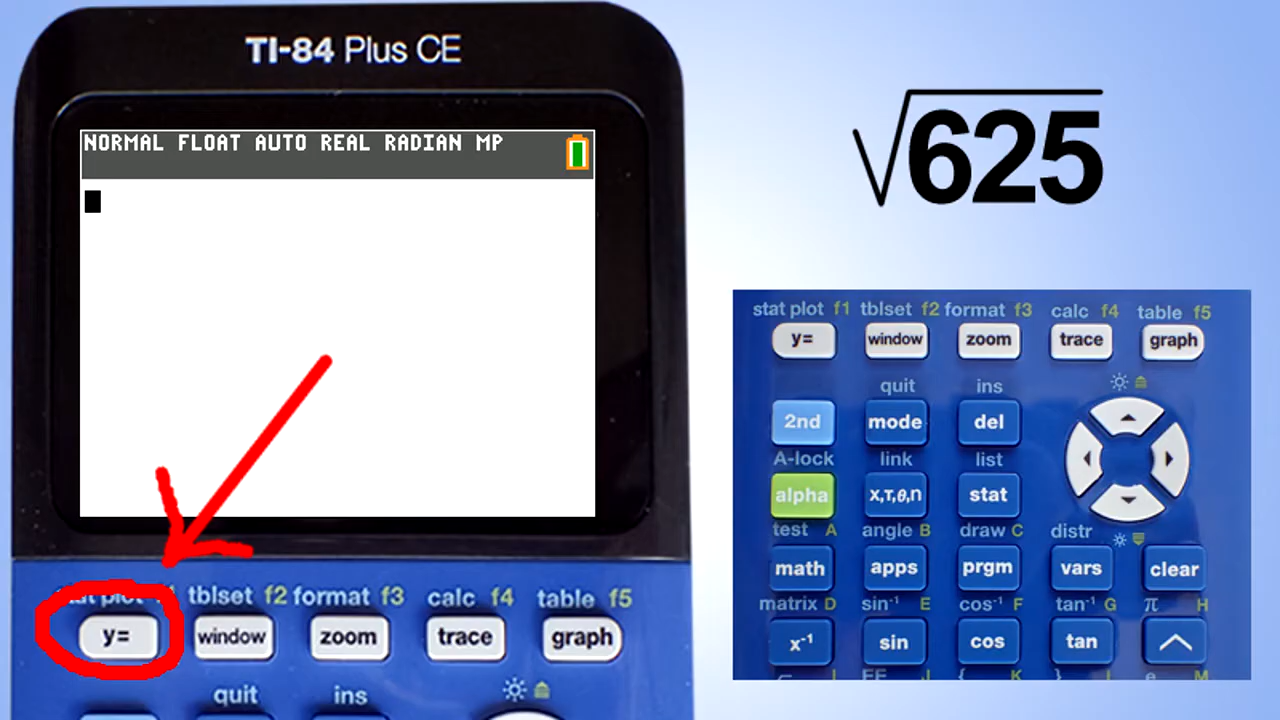 TI-84 Plus CE
NORMAL FLOAT AUTO REAL RADIAN MP
√625
stat plot f1 tblset f2 format f3 calc f4 table f5
y= window zoom trace graph
quit ins
2nd mode del
A-lock link list
alpha X,T,θ,n stat
test A angle B draw C distr
math apps prgm vars clear
matrix D sin⁻¹ E cos⁻¹ F tan⁻¹ G π H
x⁻¹ sin cos tan ^
tblset f2 format f3 calc f4 table f5
y= window zoom trace graph
quit ins